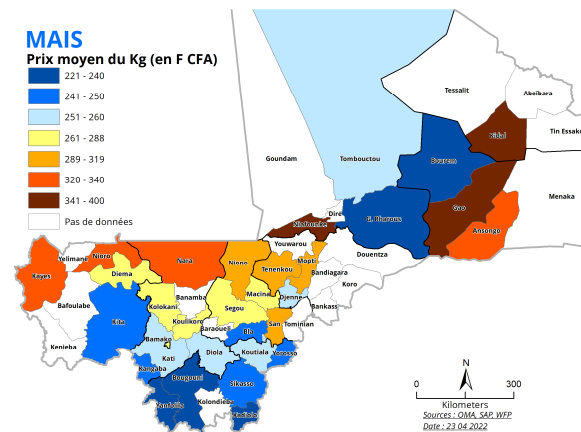 MAIS
Prix moyen du Kg (en F CFA)
221 - 240
241 - 250
251 - 260
261 - 288
289 - 319
320 - 340
341 - 400
Pas de données
Tessalit
Abeibara
Kidal
Tin Essako
Goundam
Tombouctou
Bourem
Menaka
Gao
Dire
G. Rharous
Niafounke
Ansongo
Youwarou
Douentza
Yelimane
Nioro
Nara
Niono
Mopti
Tenenkou
Bandiagara
Kayes
Diema
Koro
Banamba
Macina
Djenne
Bankass
Bafoulabe
Kolokani
Segou
Kita
Koulikoro
Baraoueli
San
Tominian
Bla
Bamako
Kenieba
Kati
Diola
Koutiala
Yorosso
Kangaba
Bougouni
Sikasso
Yanfolila
Kolondieba
Kadiolo
N
0 300
Kilometers
Sources : OMA, SAP, WFP
Date : 23 04 2022